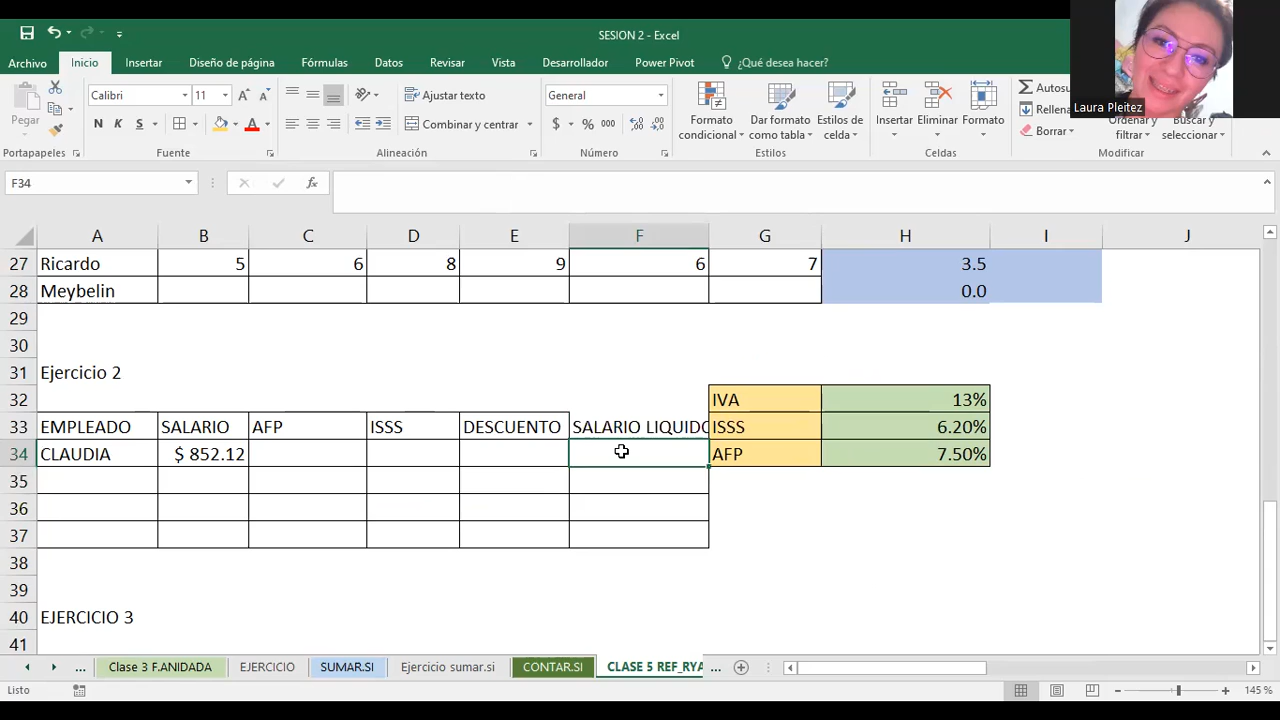 SESION 2 - Excel
Archivo Inicio Insertar Diseño de página Fórmulas Datos Revisar Vista Desarrollador Power Pivot ¿Qué desea hacer?
Laura Pleitez
Pegar
Calibri 11
N K S
Ajustar texto
Combinar y centrar
General
$ % 000
Formato condicional
Dar formato como tabla
Estilos de celda
Insertar
Eliminar
Formato
Autosu
Rellena
Borrar
Ordenar y filtrar
Buscar y seleccionar
Portapapeles Fuente Alineación Número Estilos Celdas Modificar
F34
fx
A B C D E F G H I J
27 Ricardo 5 6 8 9 6 7 3.5
28 Meybelin 0.0
29
30
31 Ejercicio 2
32 IVA 13%
33 EMPLEADO SALARIO AFP ISSS DESCUENTO SALARIO LIQUIDO ISSS 6.20%
34 CLAUDIA $ 852.12 AFP 7.50%
35
36
37
38
39
40 EJERCICIO 3
41
... Clase 3 F.ANIDADA EJERCICIO SUMAR.SI Ejercicio sumar.si CONTAR.SI CLASE 5 REF_RYA ...
Listo 145 %